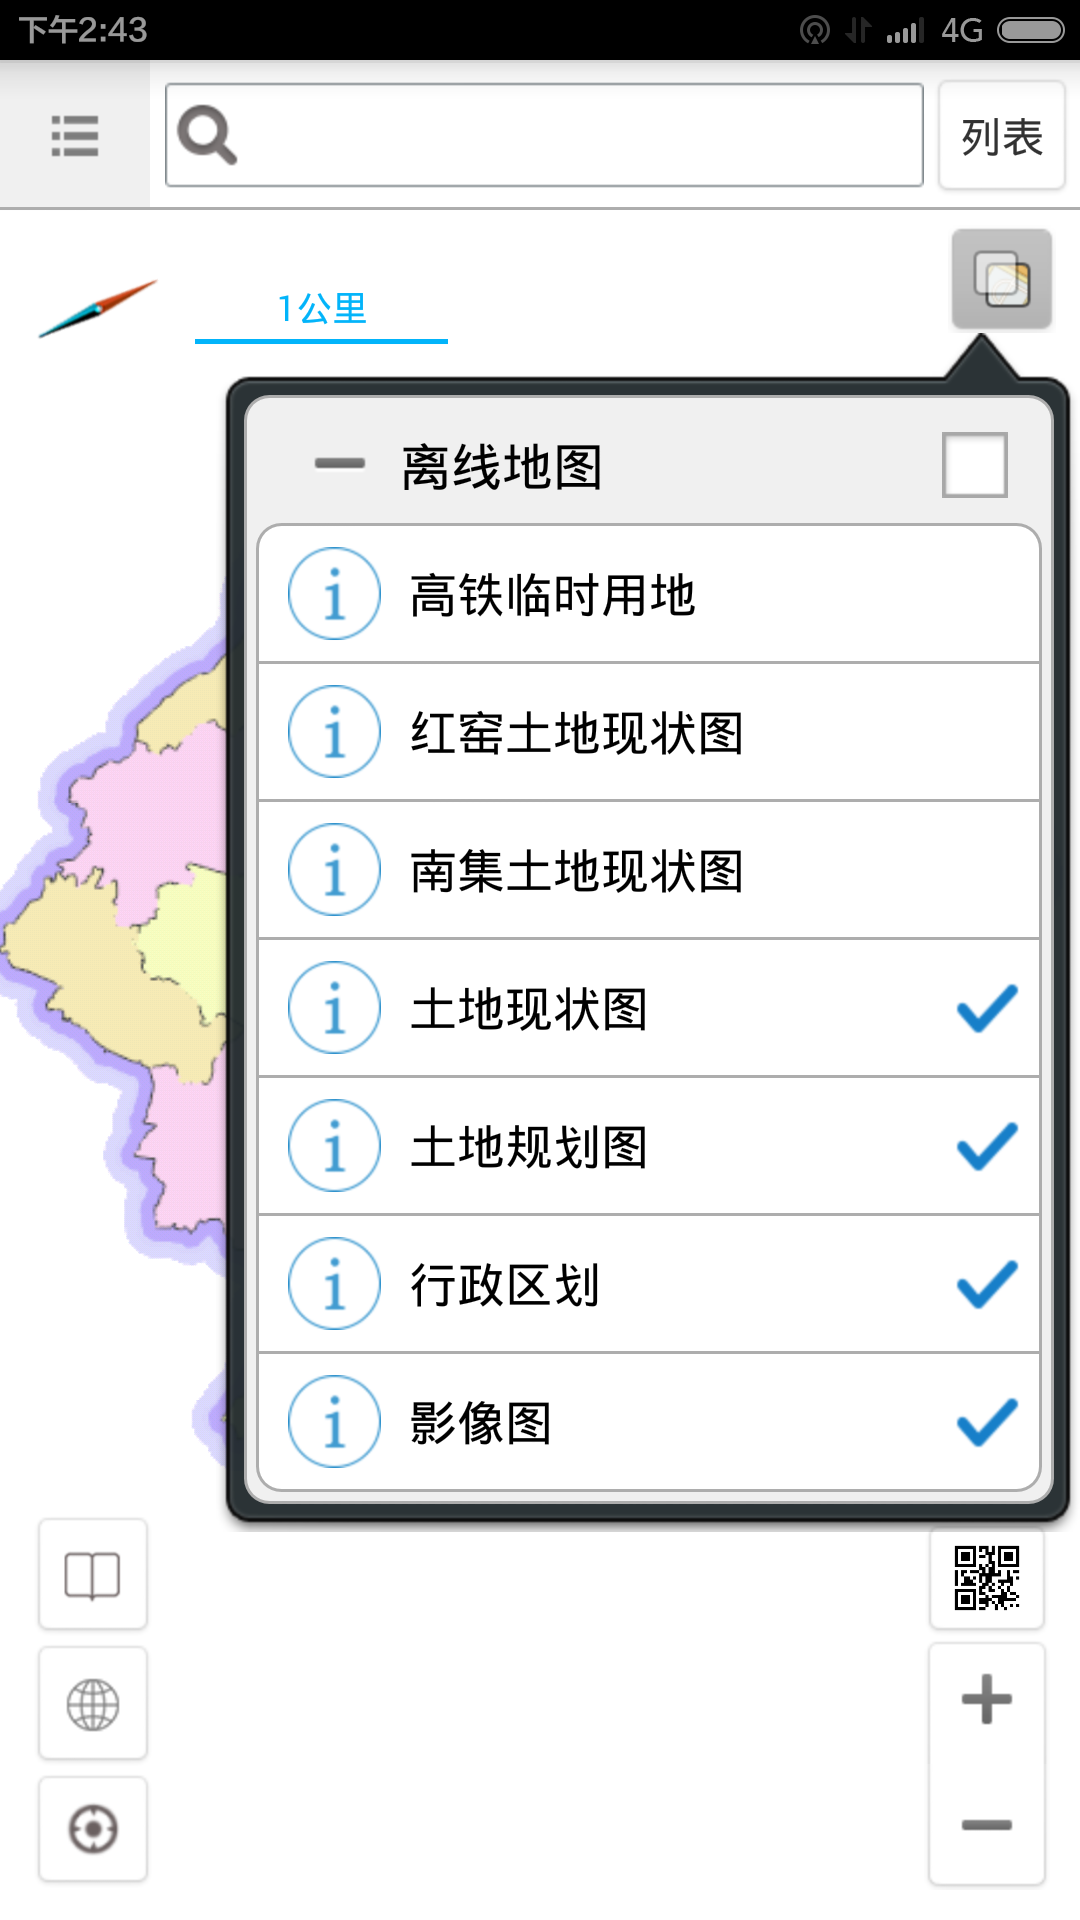 下午2:43
4G
列表
1公里
离线地图
高铁临时用地
红窑土地现状图
南集土地现状图
土地现状图
土地规划图
行政区划
影像图